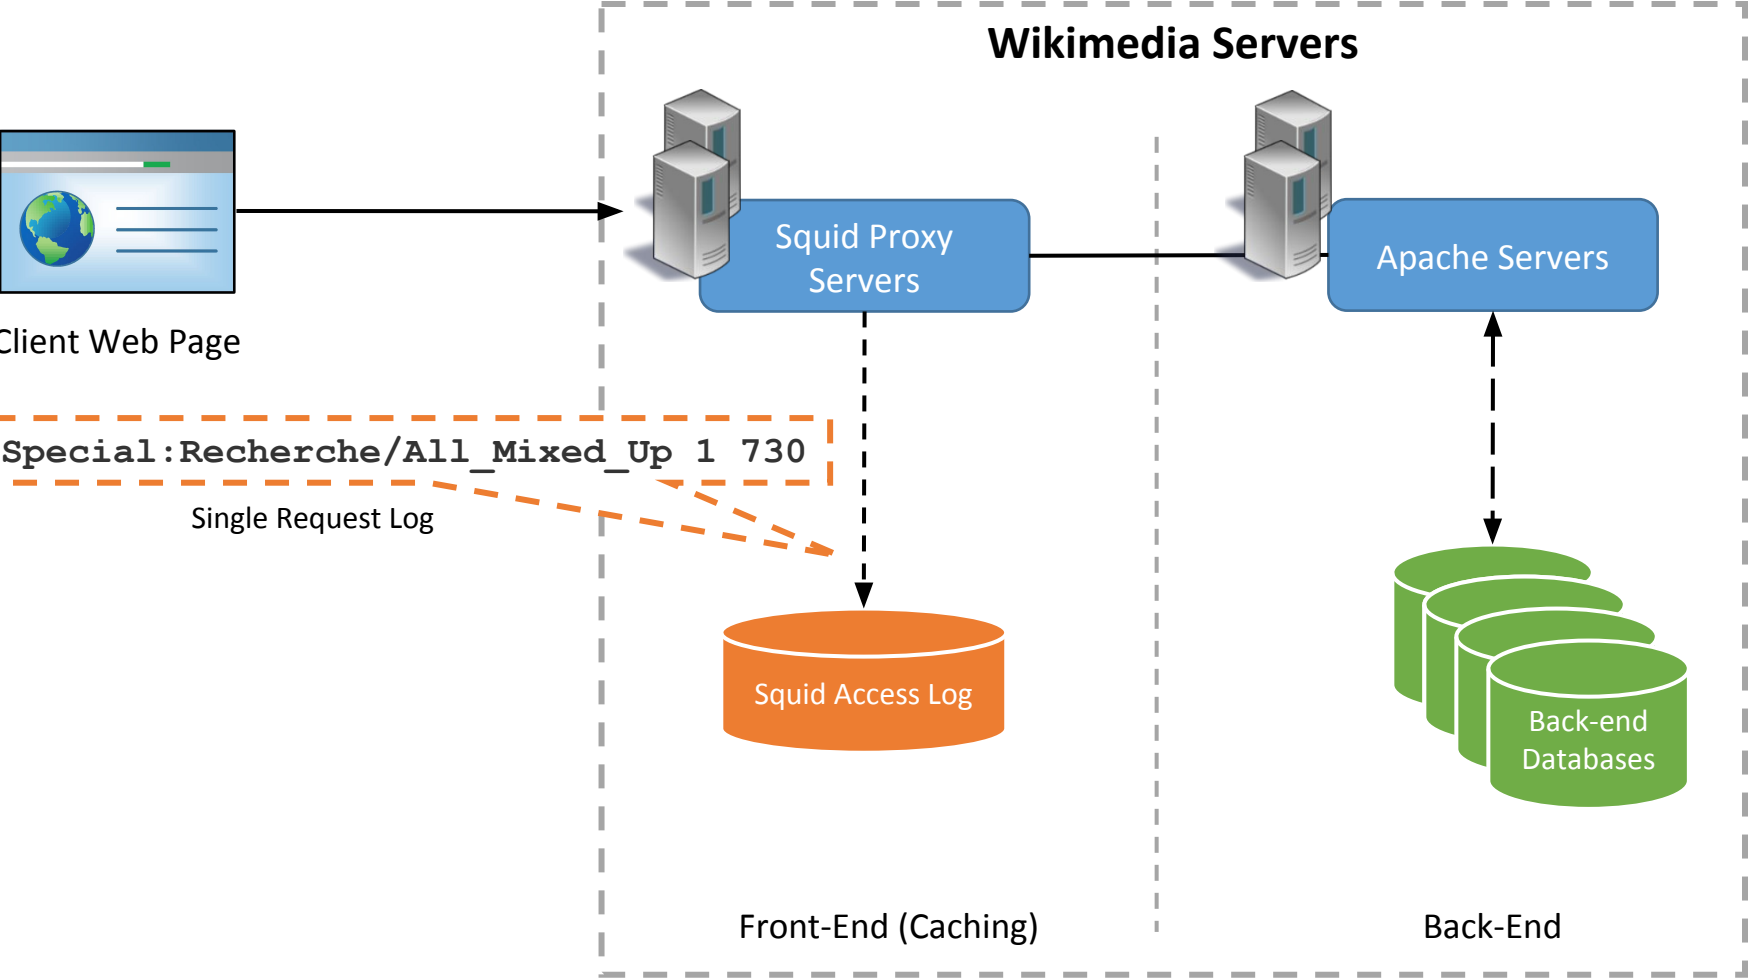 Wikimedia Servers
Squid Proxy
Servers
Apache Servers
Client Web Page
Special:Recherche/All_Mixed_Up 1 730
Single Request Log
Squid Access Log
Back-end
Databases
Front-End (Caching)
Back-End